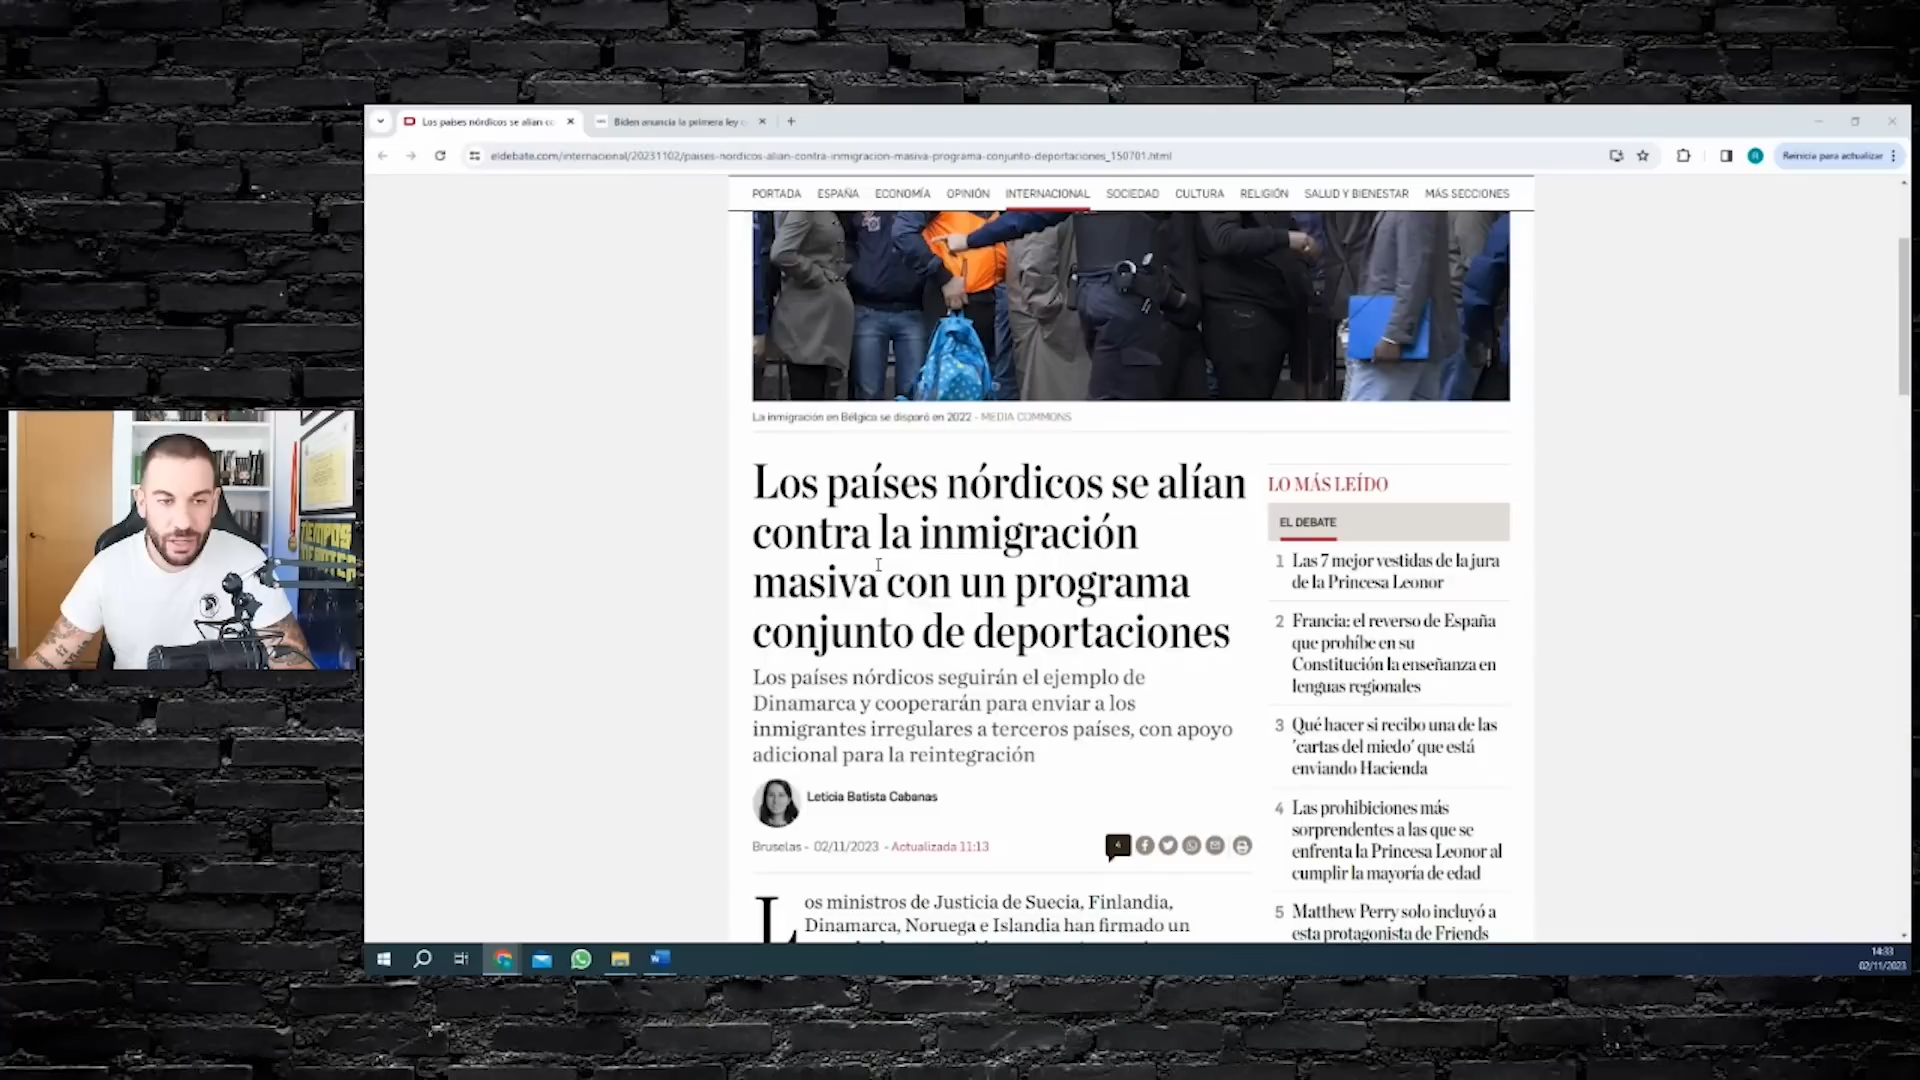 Los países nórdicos se alían co
Biden anuncia la primera ley
eldebate.com/internacional/20231102/paises-nordicos-alian-contra-inmigracion-masiva-programa-conjunto-deportaciones_150701.html
Reinicia para actualizar
PORTADA ESPAÑA ECONOMÍA OPINIÓN INTERNACIONAL SOCIEDAD CULTURA RELIGIÓN SALUD Y BIENESTAR MÁS SECCIONES
La inmigración en Bélgica se disparó en 2022 - MEDIA COMMONS
Los países nórdicos se alían
contra la inmigración
masiva con un programa
conjunto de deportaciones
Los países nórdicos seguirán el ejemplo de
Dinamarca y cooperarán para enviar a los
inmigrantes irregulares a terceros países, con apoyo
adicional para la reintegración
Leticia Batista Cabanas
Bruselas - 02/11/2023 - Actualizada 11:13
4
Los ministros de Justicia de Suecia, Finlandia,
Dinamarca, Noruega e Islandia han firmado un
LO MÁS LEÍDO
EL DEBATE
1 Las 7 mejor vestidas de la jura
de la Princesa Leonor
2 Francia: el reverso de España
que prohíbe en su
Constitución la enseñanza en
lenguas regionales
3 Qué hacer si recibo una de las
'cartas del miedo' que está
enviando Hacienda
4 Las prohibiciones más
sorprendentes a las que se
enfrenta la Princesa Leonor al
cumplir la mayoría de edad
5 Matthew Perry solo incluyó a
esta protagonista de Friends
TIEMPOS
14:33
02/11/2023